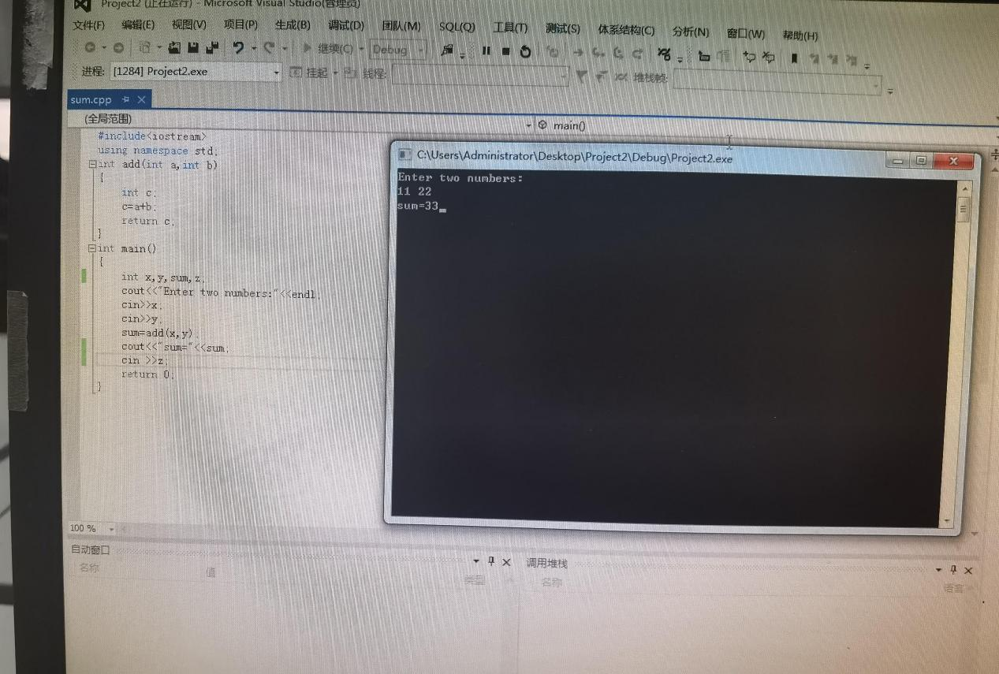 Project2 (正在运行) - Microsoft Visual Studio(管理员)
文件(F) 编辑(E) 视图(V) 项目(P) 生成(B) 调试(D) 团队(M) SQL(Q) 工具(T) 测试(S) 体系结构(C) 分析(N) 窗口(W) 帮助(H)
继续(C) Debug
进程: [1284] Project2.exe 挂起 线程: 堆栈帧:
sum.cpp
(全局范围) main()
#include<iostream>
using namespace std;
int add(int a,int b)
{
int c;
c=a+b;
return c;
}
int main()
{
int x,y,sum,z;
cout<<"Enter two numbers:"<<endl;
cin>>x;
cin>>y;
sum=add(x,y)
cout<<"sum="<<sum;
cin >>z;
return 0;
}
C:\Users\Administrator\Desktop\Project2\Debug\Project2.exe
Enter two numbers:
11 22
sum=33_
100 %
自动窗口
名称 值 类型
调用堆栈
名称 语言